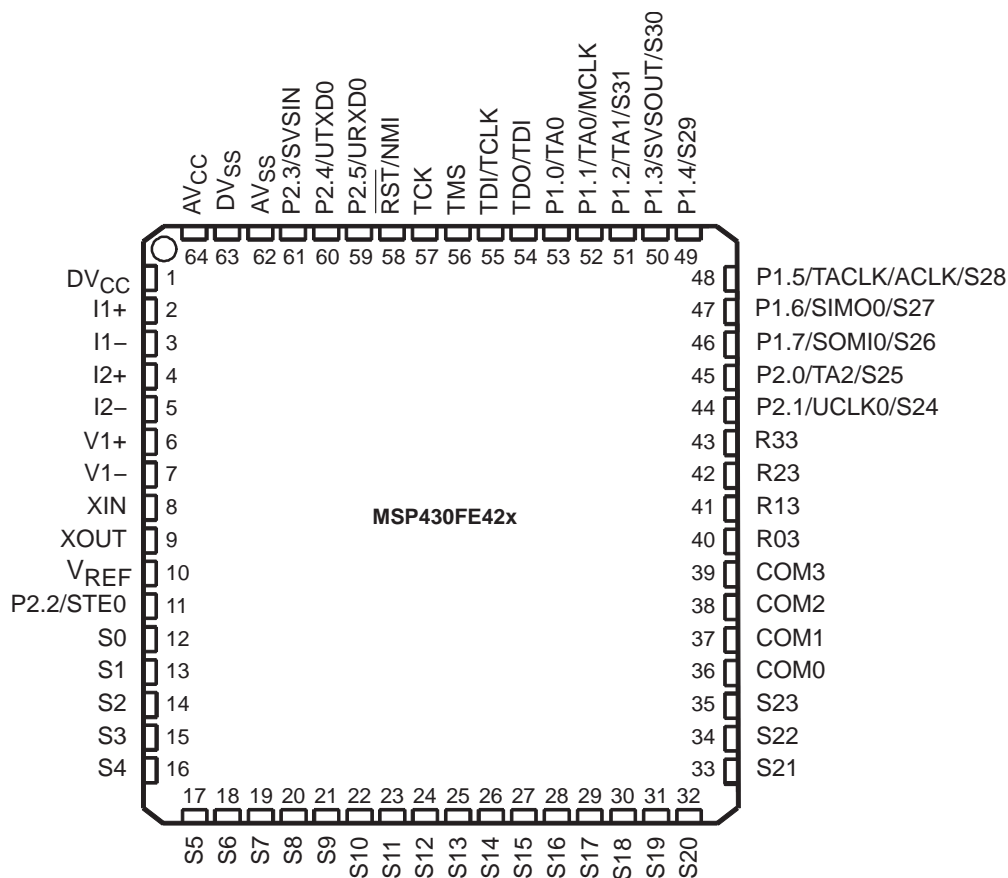 AVCC
DVSS
AVSS
P2.3/SVSIN
P2.4/UTXD0
P2.5/URXD0
RST/NMI
TCK
TMS
TDI/TCLK
TDO/TDI
P1.0/TA0
P1.1/TA0/MCLK
P1.2/TA1/S31
P1.3/SVSOUT/S30
P1.4/S29
64 63 62 61 60 59 58 57 56 55 54 53 52 51 50 49
DVCC 1
I1+ 2
I1− 3
I2+ 4
I2− 5
V1+ 6
V1− 7
XIN 8
XOUT 9
VREF 10
P2.2/STE0 11
S0 12
S1 13
S2 14
S3 15
S4 16
MSP430FE42x
48 P1.5/TACLK/ACLK/S28
47 P1.6/SIMO0/S27
46 P1.7/SOMI0/S26
45 P2.0/TA2/S25
44 P2.1/UCLK0/S24
43 R33
42 R23
41 R13
40 R03
39 COM3
38 COM2
37 COM1
36 COM0
35 S23
34 S22
33 S21
17 18 19 20 21 22 23 24 25 26 27 28 29 30 31 32
S5
S6
S7
S8
S9
S10
S11
S12
S13
S14
S15
S16
S17
S18
S19
S20